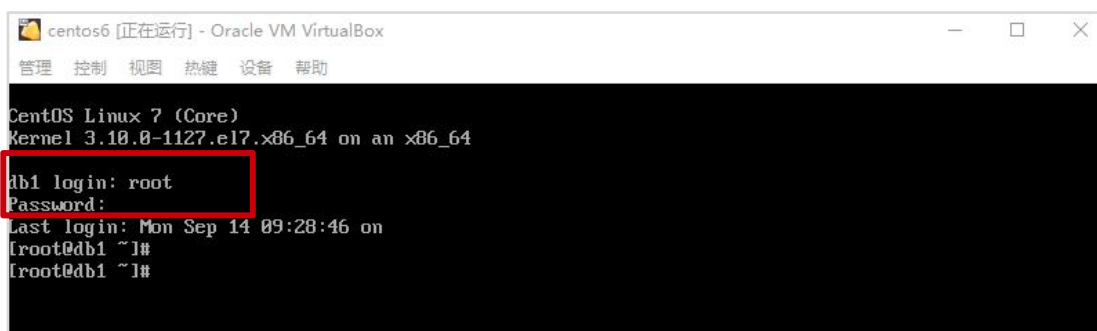 centos6 [正在运行] - Oracle VM VirtualBox
管理 控制 视图 热键 设备 帮助
CentOS Linux 7 (Core)
Kernel 3.10.0-1127.el7.x86_64 on an x86_64
db1 login: root
Password:
Last login: Mon Sep 14 09:28:46 on
[root@db1 ~]#
[root@db1 ~]#